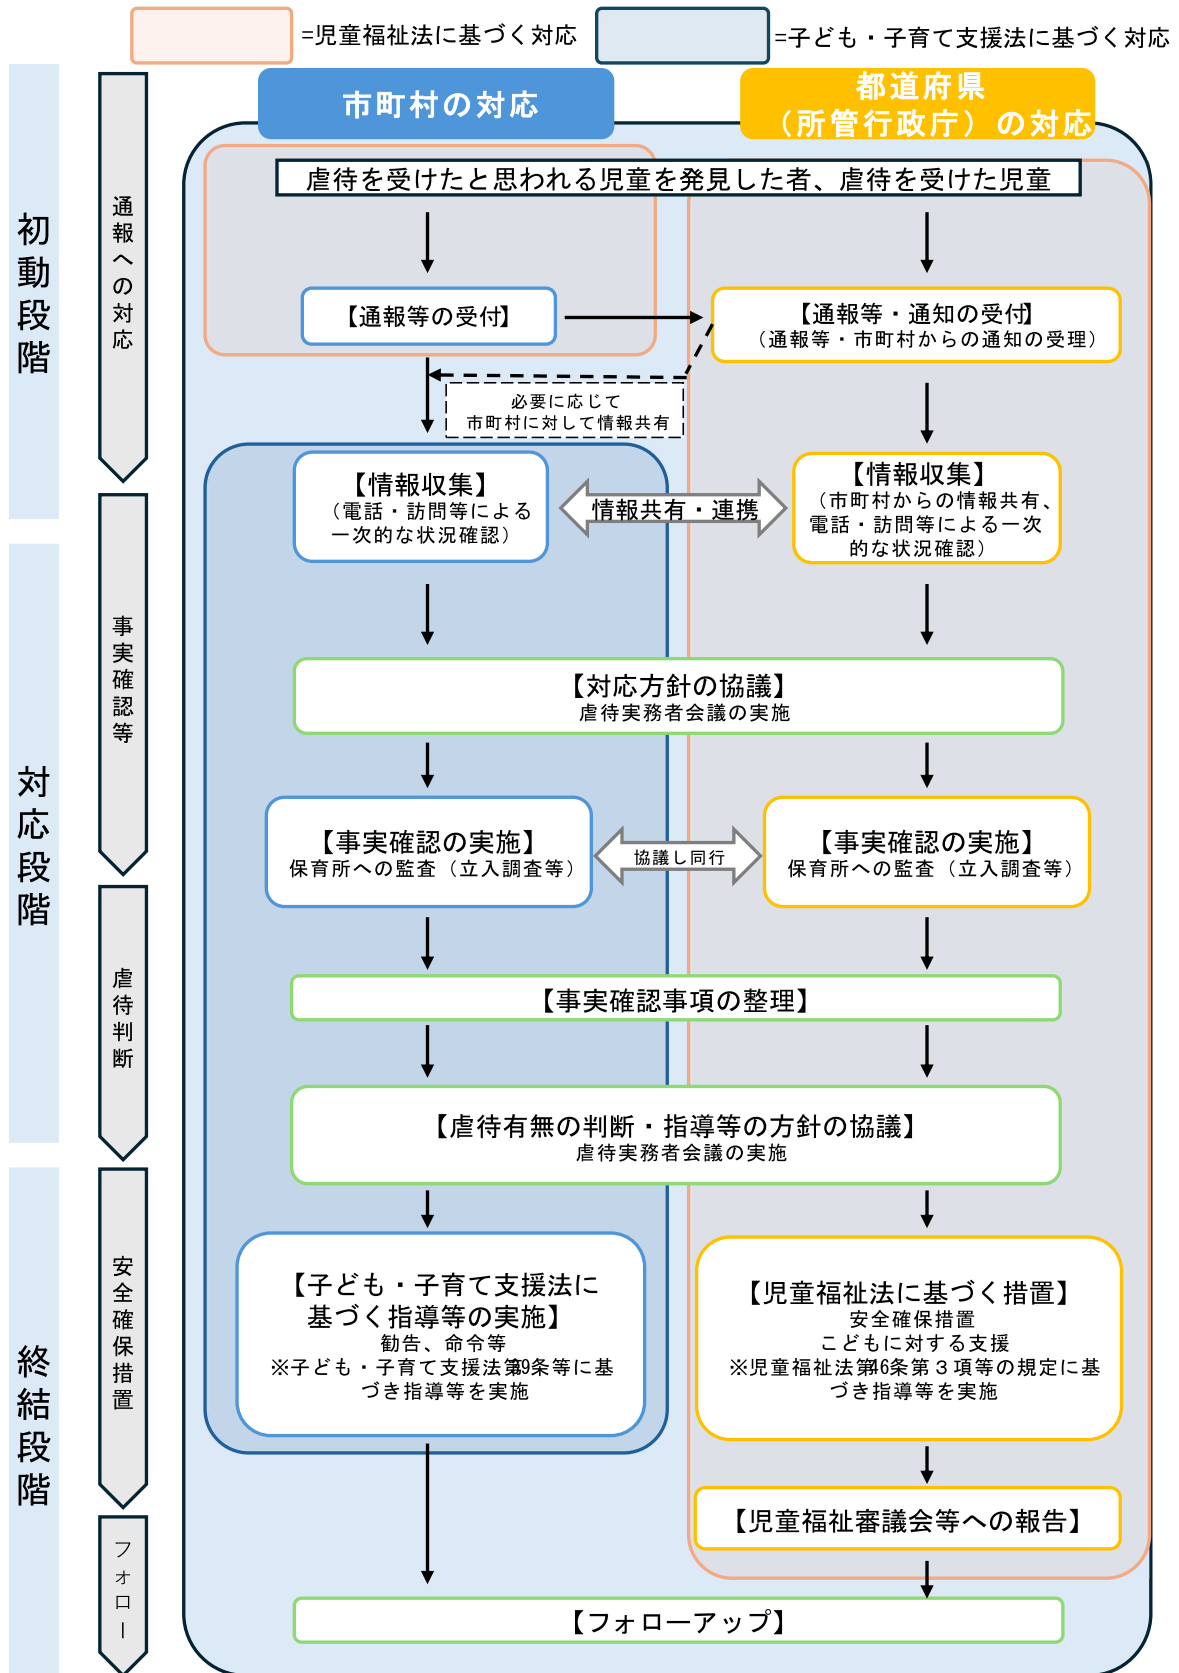 =児童福祉法に基づく対応
=子ども・子育て支援法に基づく対応
市町村の対応
都道府県
（所管行政庁）の対応
初動段階
通報への対応
虐待を受けたと思われる児童を発見した者、虐待を受けた児童
【通報等の受付】
【通報等・通知の受付】
（通報等・市町村からの通知の受理）
必要に応じて
市町村に対して情報共有
【情報収集】
（電話・訪問等による
一次的な状況確認）
情報共有・連携
【情報収集】
（市町村からの情報共有、
電話・訪問等による一次
的な状況確認）
対応段階
事実確認等
【対応方針の協議】
虐待実務者会議の実施
【事実確認の実施】
保育所への監査（立入調査等）
協議し同行
【事実確認の実施】
保育所への監査（立入調査等）
虐待判断
【事実確認事項の整理】
【虐待有無の判断・指導等の方針の協議】
虐待実務者会議の実施
終結段階
安全確保措置
【子ども・子育て支援法に
基づく指導等の実施】
勧告、命令等
※子ども・子育て支援法第39条等に基
づき指導等を実施
【児童福祉法に基づく措置】
安全確保措置
こどもに対する支援
※児童福祉法第46条第３項等の規定に基
づき指導等を実施
【児童福祉審議会等への報告】
フォロー
【フォローアップ】